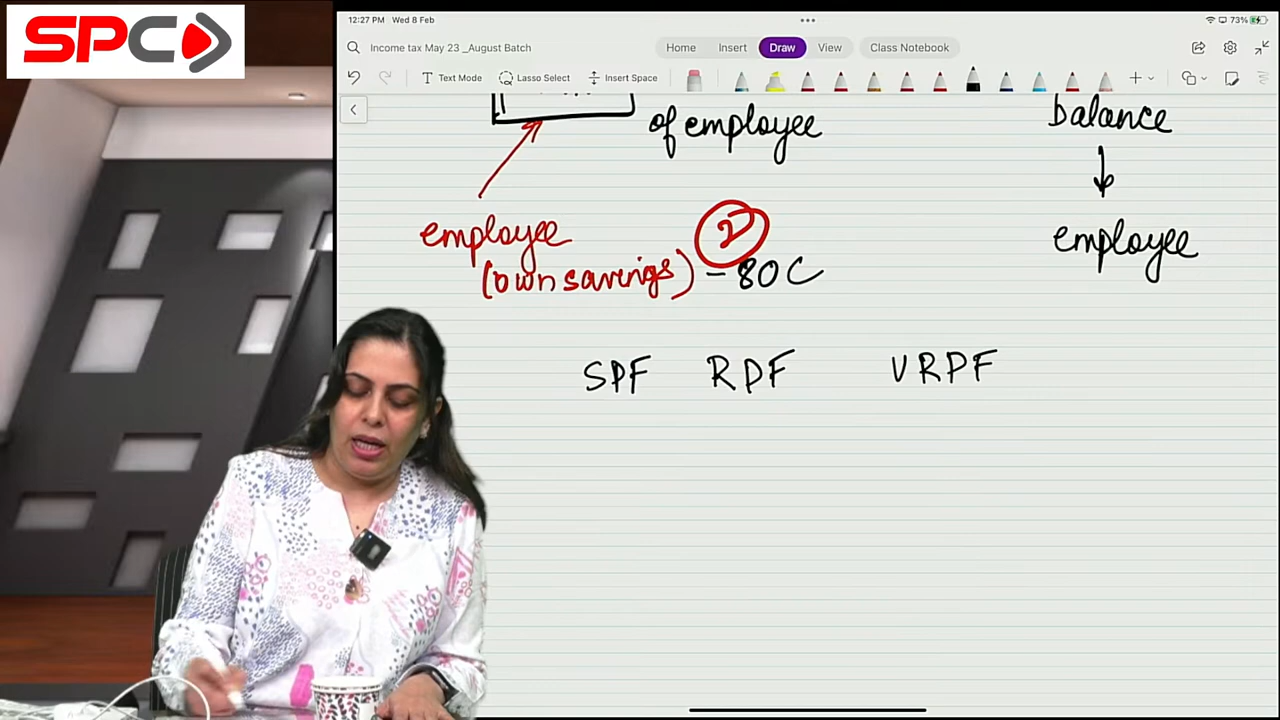 SPC
12:27 PM Wed 8 Feb
73%
Income tax May 23 _August Batch
Home Insert Draw View Class Notebook
Text Mode Lasso Select Insert Space
of employee
balance
employee
(own savings) - 80C
2
employee
SPF RPF VRPF